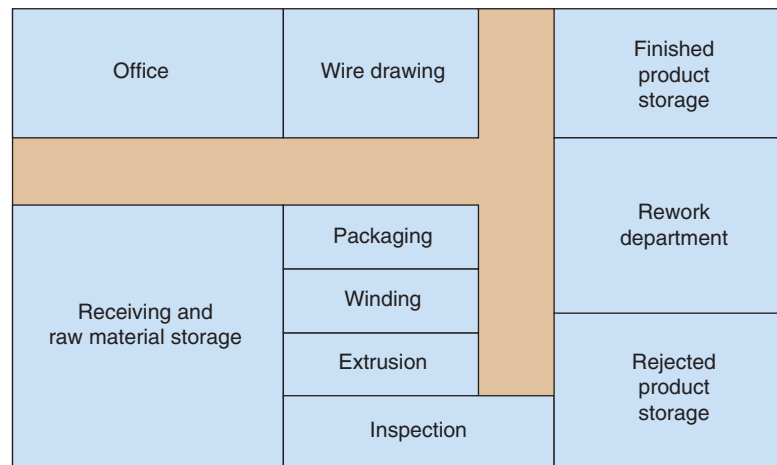 Office
Wire drawing
Finished
product
storage
Rework
department
Packaging
Winding
Receiving and
raw material storage
Extrusion
Rejected
product
storage
Inspection